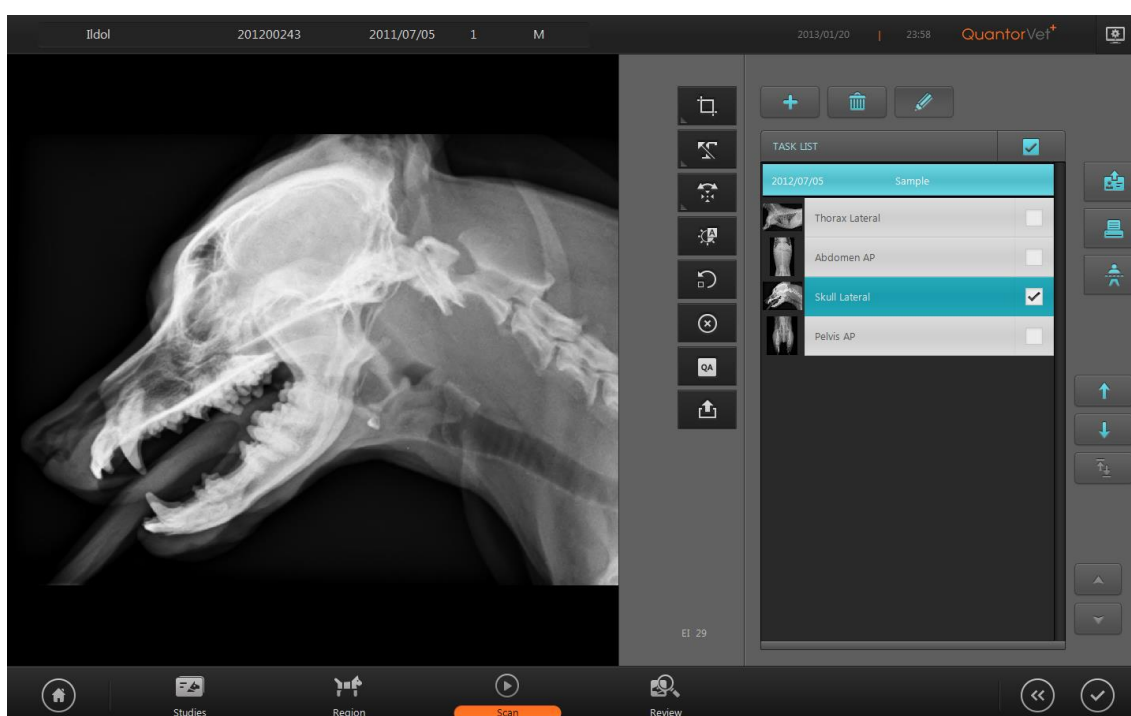 Ildol 201200243 2011/07/05 1 M 2013/01/20 | 23:58 QuantorVet+
TASK LIST
2012/07/05 Sample
Thorax Lateral
Abdomen AP
Skull Lateral
Pelvis AP
QA
EI 29
Studies Region Scan Review